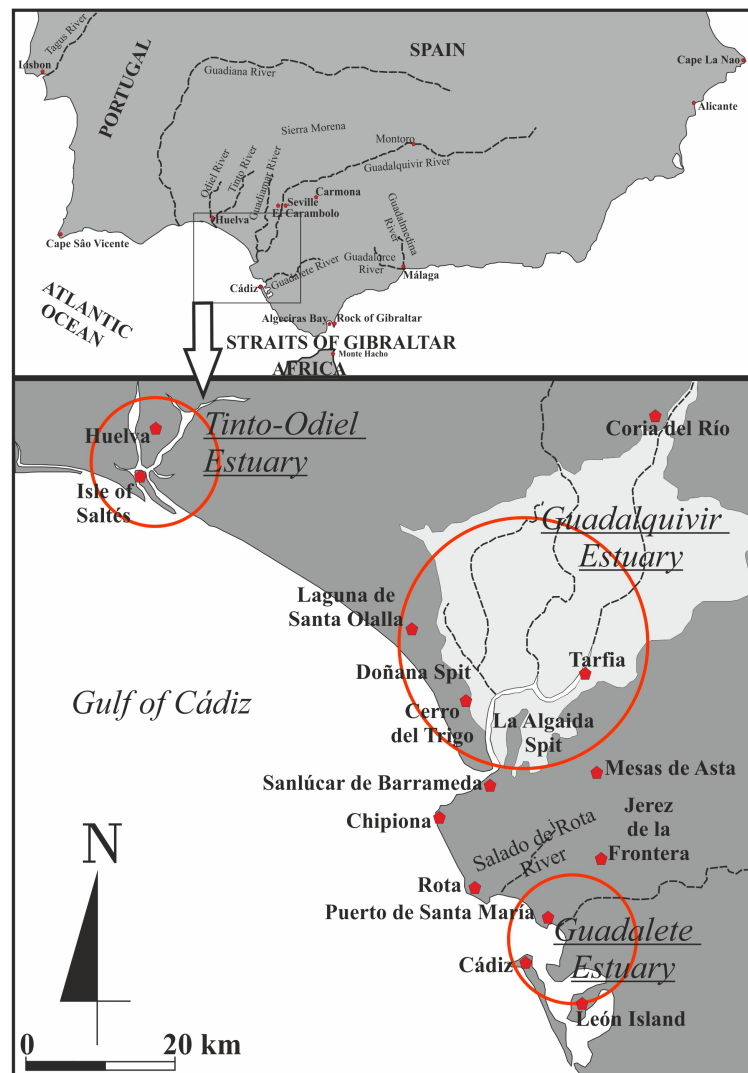 SPAIN
Cape La Nao
Tagus River
Lisbon
Guadiana River
PORTUGAL
Alicante
Sierra Morena
Montoro
Odiel River
Tinto River
Guadiamar River
Guadalquivir River
Carmona
Seville
El Carambolo
Huelva
Guadalmedina
River
Cape Sâo Vicente
Guadalorce
River
Málaga
Cádiz
Guadalete River
ATLANTIC
OCEAN
Algeciras Bay
Rock of Gibraltar
STRAITS OF GIBRALTAR
Monte Hacho
AFRICA
Huelva
Tinto-Odiel
Estuary
Coria del Río
Isle of
Saltés
Guadalquivir
Estuary
Laguna de
Santa Olalla
Doñana Spit
Tarfia
Gulf of Cádiz
Cerro
del Trigo
La Algaida
Spit
Sanlúcar de Barrameda
Mesas de Asta
Chipiona
Jerez
de la
Frontera
Salado de Rota
River
N
Rota
Puerto de Santa María
Guadalete
Estuary
Cádiz
León Island
0
20 km